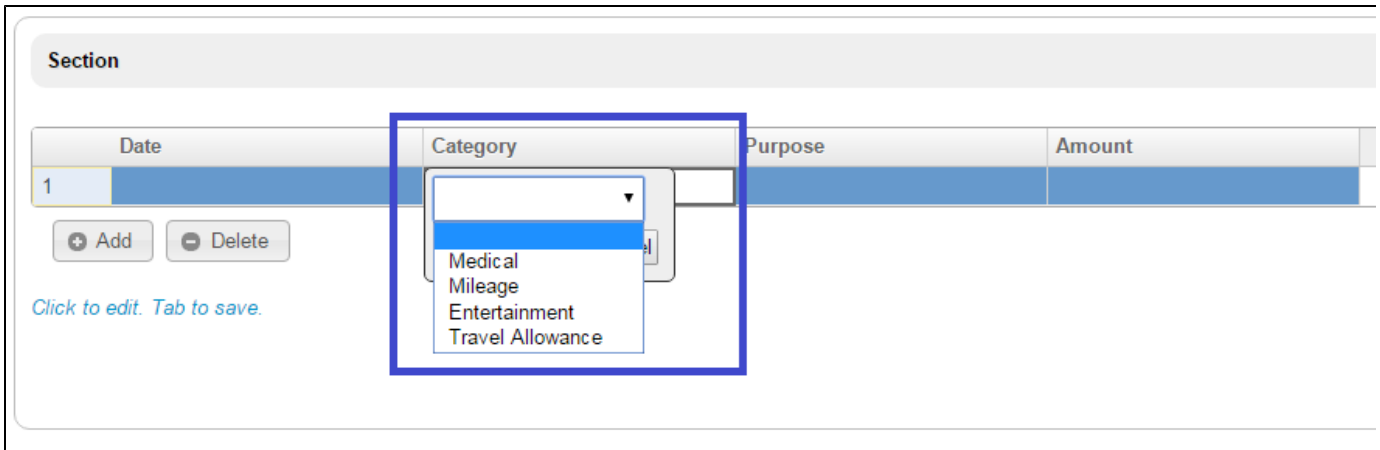 Section
Date Category Purpose Amount
1
Add Delete
Medical
Mileage
Entertainment
Travel Allowance
Click to edit. Tab to save.